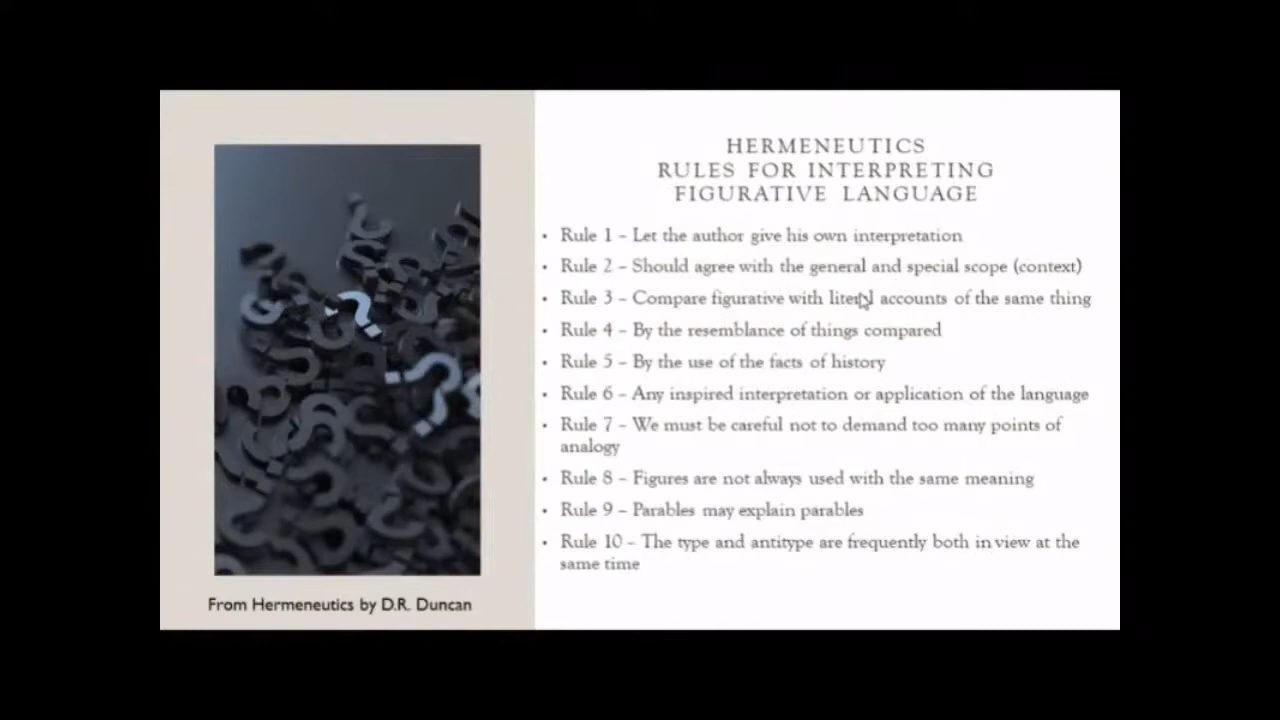 HERMENEUTICS
RULES FOR INTERPRETING
FIGURATIVE LANGUAGE
• Rule 1 – Let the author give his own interpretation
• Rule 2 – Should agree with the general and special scope (context)
• Rule 3 – Compare figurative with literal accounts of the same thing
• Rule 4 – By the resemblance of things compared
• Rule 5 – By the use of the facts of history
• Rule 6 – Any inspired interpretation or application of the language
• Rule 7 – We must be careful not to demand too many points of
analogy
• Rule 8 – Figures are not always used with the same meaning
• Rule 9 – Parables may explain parables
• Rule 10 – The type and antitype are frequently both in view at the
same time
From Hermeneutics by D.R. Duncan